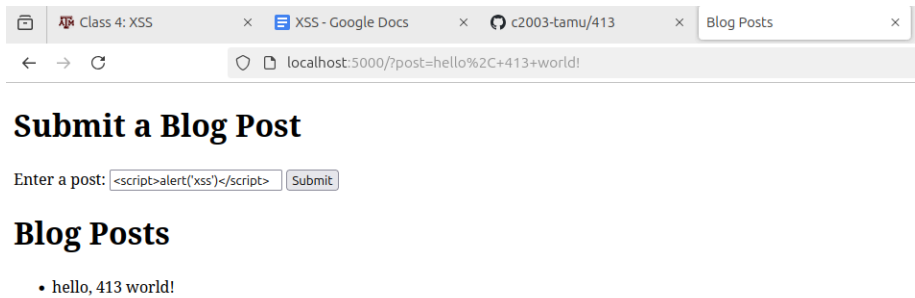 Class 4: XSS
XSS - Google Docs
c2003-tamu/413
Blog Posts
localhost:5000/?post=hello%2C+413+world!
Submit a Blog Post
Enter a post: <script>alert('xss')</script> Submit
Blog Posts
• hello, 413 world!